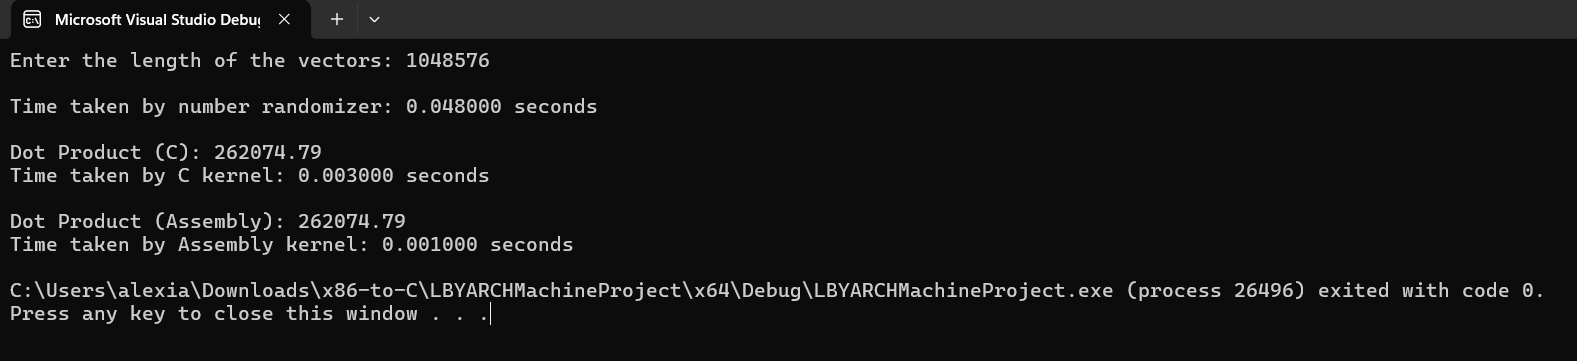 Microsoft Visual Studio Debug
Enter the length of the vectors: 1048576
Time taken by number randomizer: 0.048000 seconds
Dot Product (C): 262074.79
Time taken by C kernel: 0.003000 seconds
Dot Product (Assembly): 262074.79
Time taken by Assembly kernel: 0.001000 seconds
C:\Users\alexia\Downloads\x86-to-C\LBYARCHMachineProject\x64\Debug\LBYARCHMachineProject.exe (process 26496) exited with code 0.
Press any key to close this window . . .